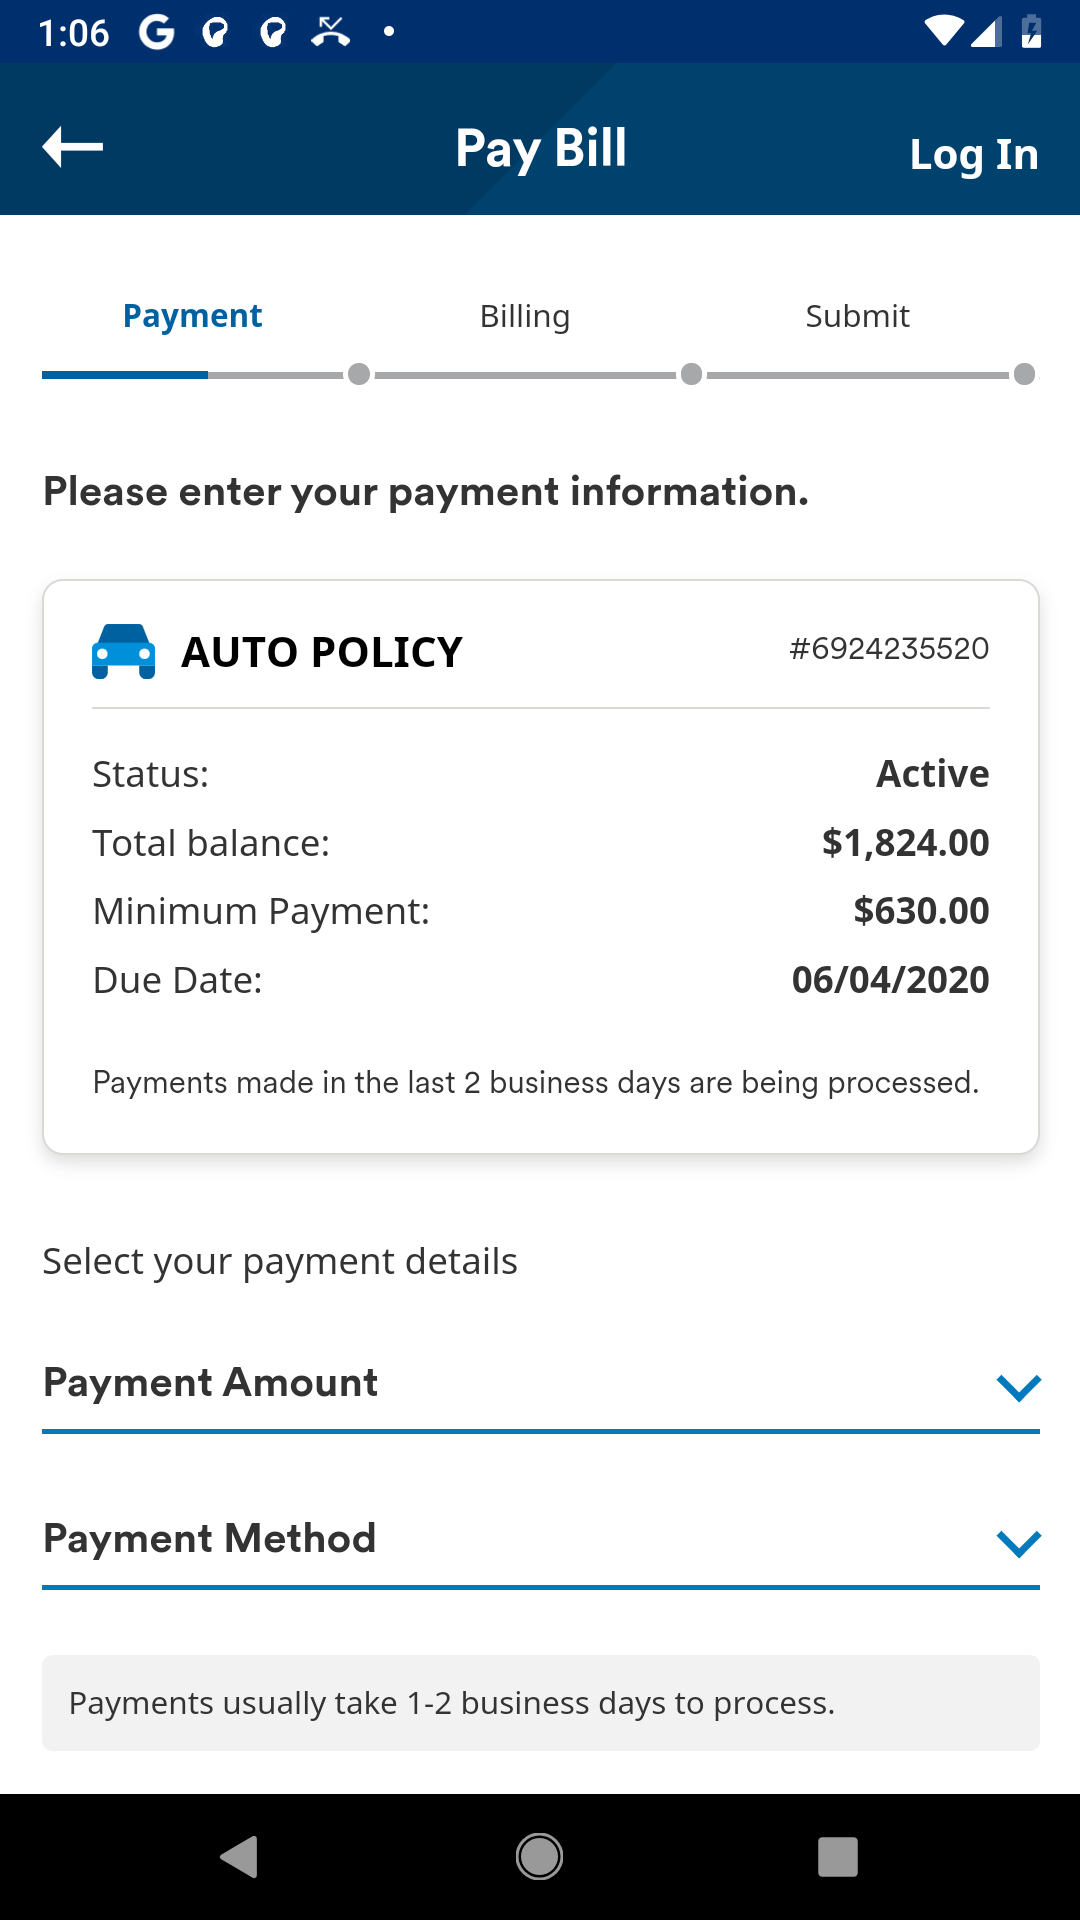 1:06
Pay Bill
Log In
Payment
Billing
Submit
Please enter your payment information.
AUTO POLICY
#6924235520
Status:
Active
Total balance:
$1,824.00
Minimum Payment:
$630.00
Due Date:
06/04/2020
Payments made in the last 2 business days are being processed.
Select your payment details
Payment Amount
Payment Method
Payments usually take 1-2 business days to process.